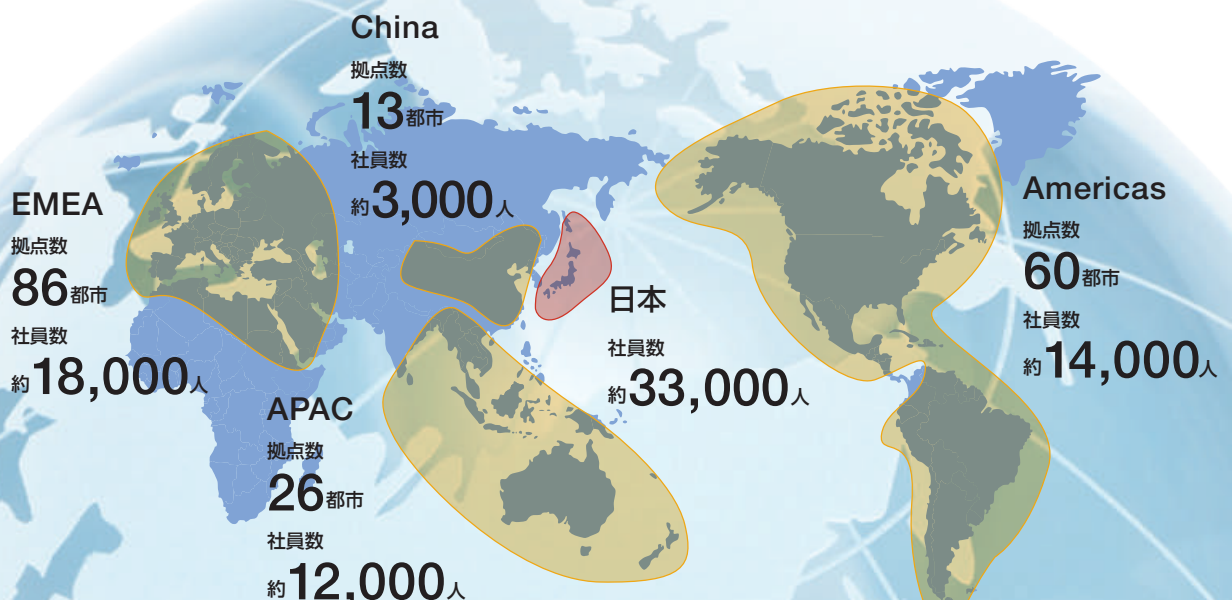 China
拠点数
13都市
社員数
約3,000人
EMEA
拠点数
86都市
社員数
約18,000人
APAC
拠点数
26都市
社員数
約12,000人
日本
社員数
約33,000人
Americas
拠点数
60都市
社員数
約14,000人